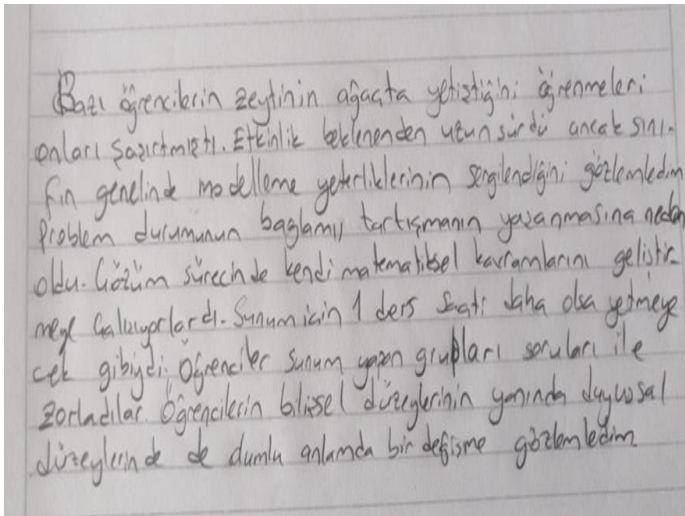 Bazı öğrencilerin zeytinin ağaçta yetiştiğini öğrenmeleri
onları şaşırtmıştı. Etkinlik beklenenden uzun sürdü ancak sını-
fın genelinde modelleme yeterliklerinin sergilendiğini gözlemledim
Problem durumunun bağlamı, tartışmanın yaşanmasına neden
oldu. Çözüm sürecinde kendi matematiksel kavramlarını geliştir-
meye çalışıyorlardı. Sunum için 1 ders saati daha olsa yetmeye
cek gibiydi. Öğrenciler sunum yapan grupları soruları ile
zorladılar. Öğrencilerin bilişsel düzeylerinin yanında duyuşsal
düzeylerinde de dumlu anlamda bir değişme gözlemledim